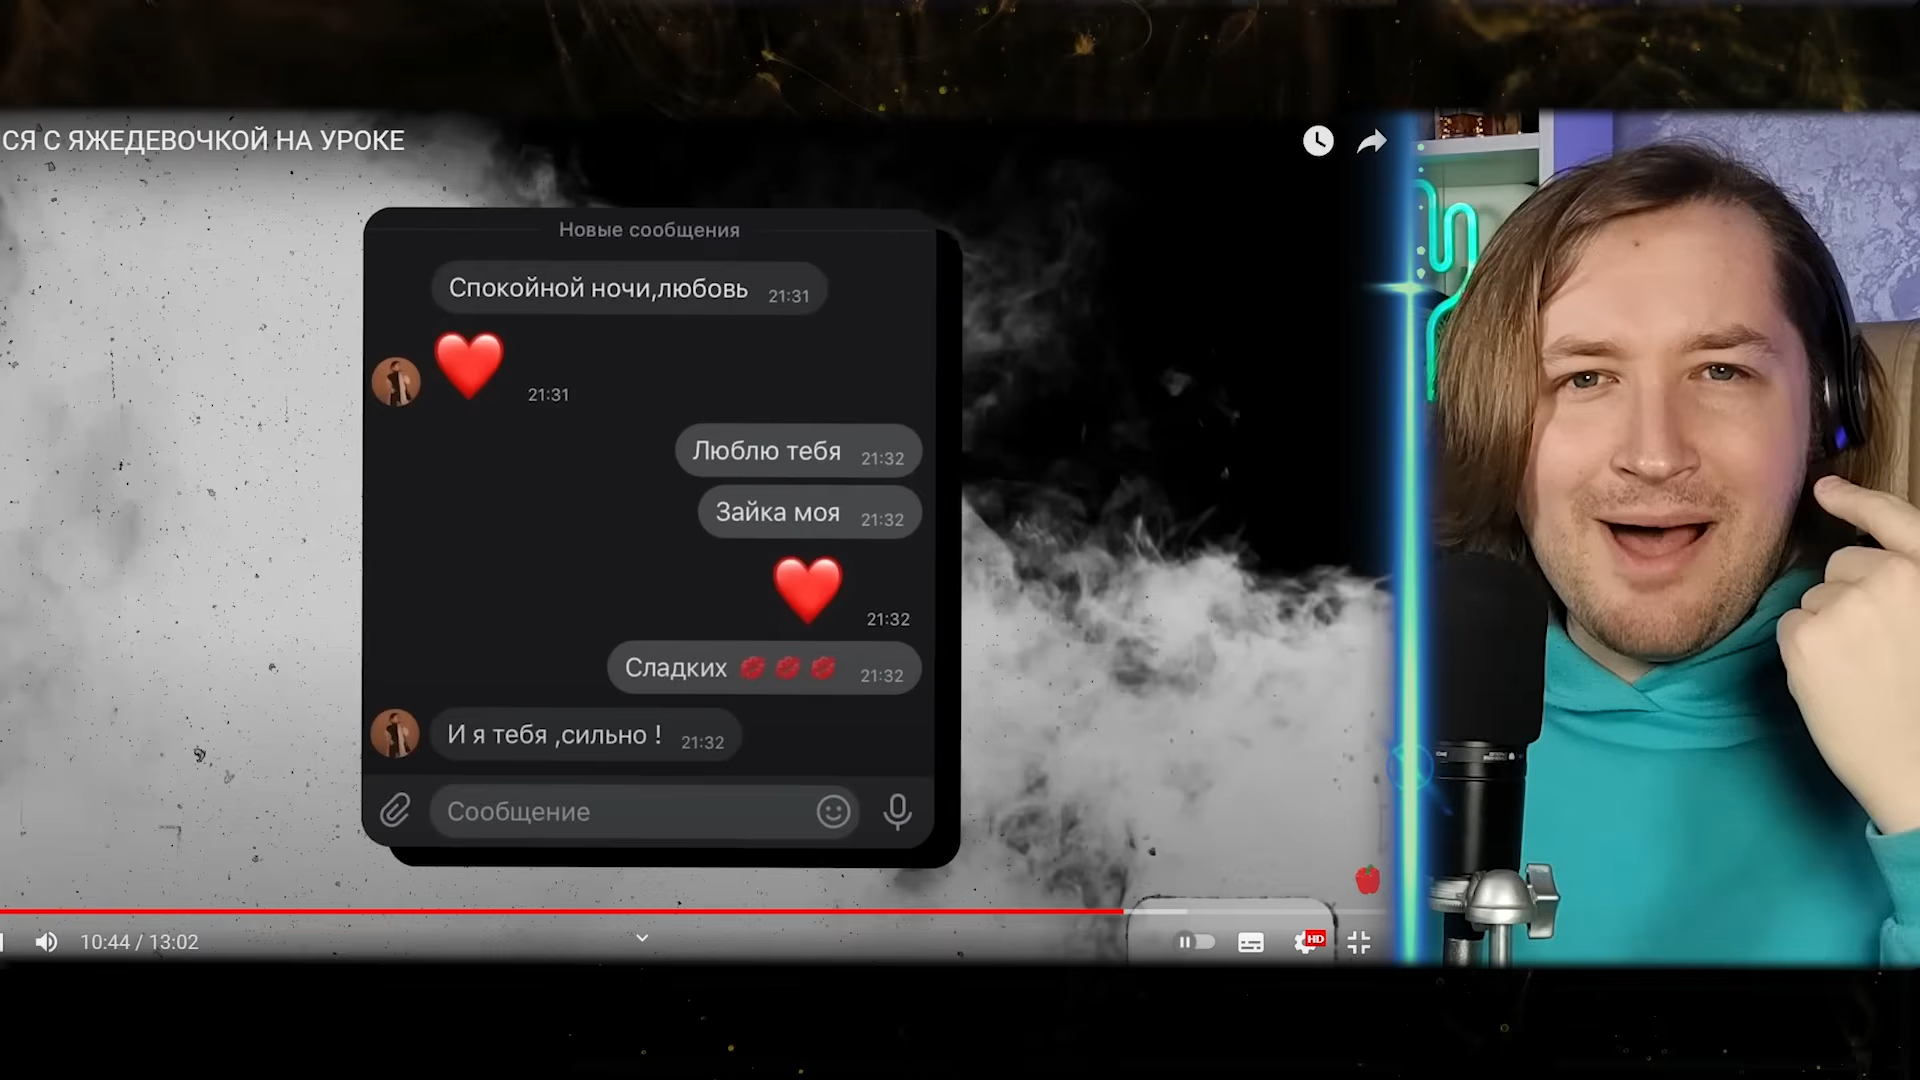 СЯ С ЯЖЕДЕВОЧКОЙ НА УРОКЕ
Новые сообщения
Спокойной ночи,любовь 21:31
21:31
Люблю тебя 21:32
Зайка моя 21:32
21:32
Сладких 21:32
И я тебя ,сильно ! 21:32
Сообщение
10:44 / 13:02
HD